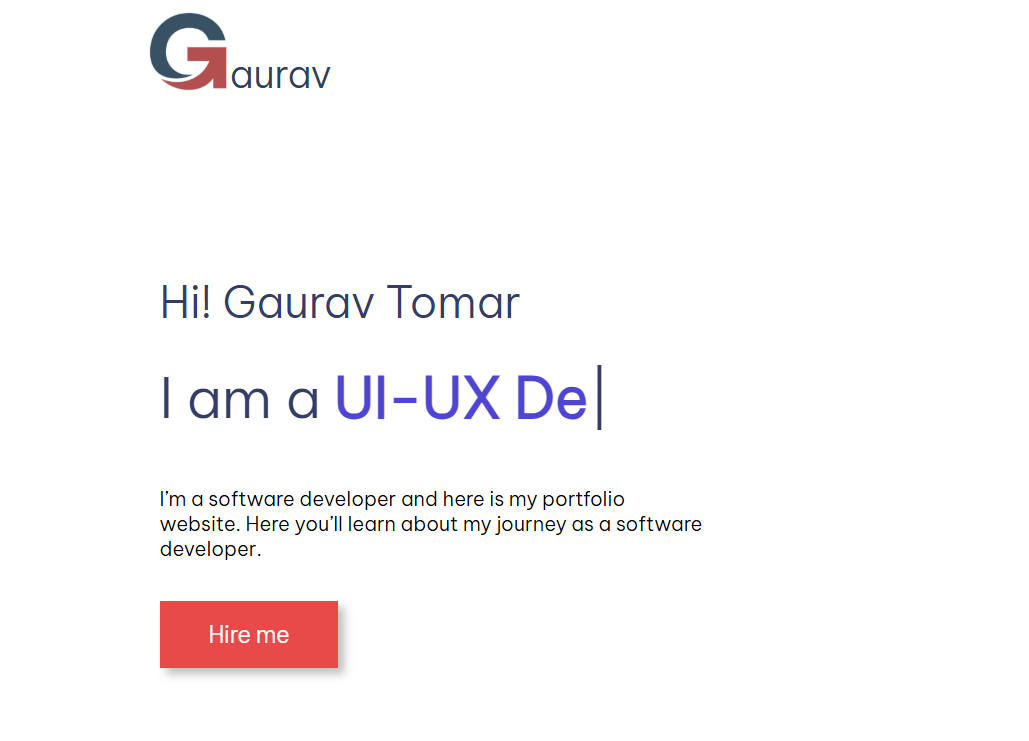 Gaurav
Hi! Gaurav Tomar
I am a UI-UX De|
I'm a software developer and here is my portfolio
website. Here you'll learn about my journey as a software
developer.
Hire me